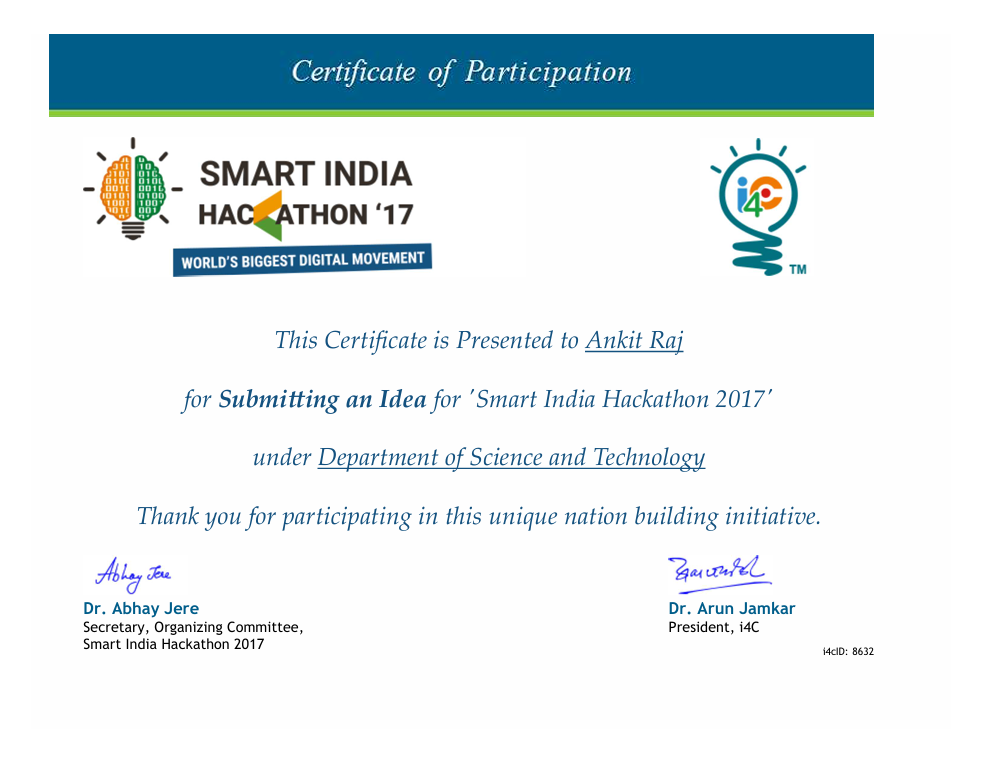 Certificate of Participation
SMART INDIA
HACKATHON ‘17
WORLD'S BIGGEST DIGITAL MOVEMENT
i4C
TM
This Certificate is Presented to Ankit Raj
for Submitting an Idea for 'Smart India Hackathon 2017'
under Department of Science and Technology
Thank you for participating in this unique nation building initiative.
Abhay Jere
Dr. Abhay Jere
Secretary, Organizing Committee,
Smart India Hackathon 2017
Dr. Arun Jamkar
President, i4C
i4cID: 8632